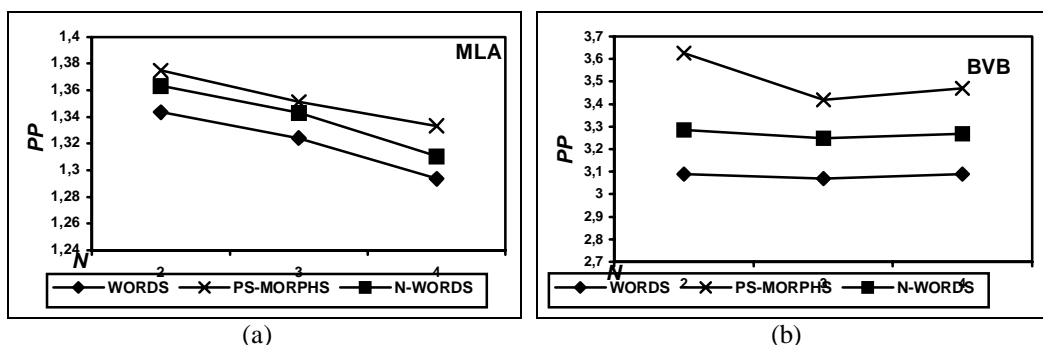 MLA
PP
1,4
1,38
1,36
1,34
1,32
1,3
1,28
1,26
1,24
N
2 3 4
WORDS PS-MORPHS N-WORDS
(a)
BVB
PP
3,7
3,6
3,5
3,4
3,3
3,2
3,1
3
2,9
2,8
2,7
N
2 3 4
WORDS PS-MORPHS N-WORDS
(b)